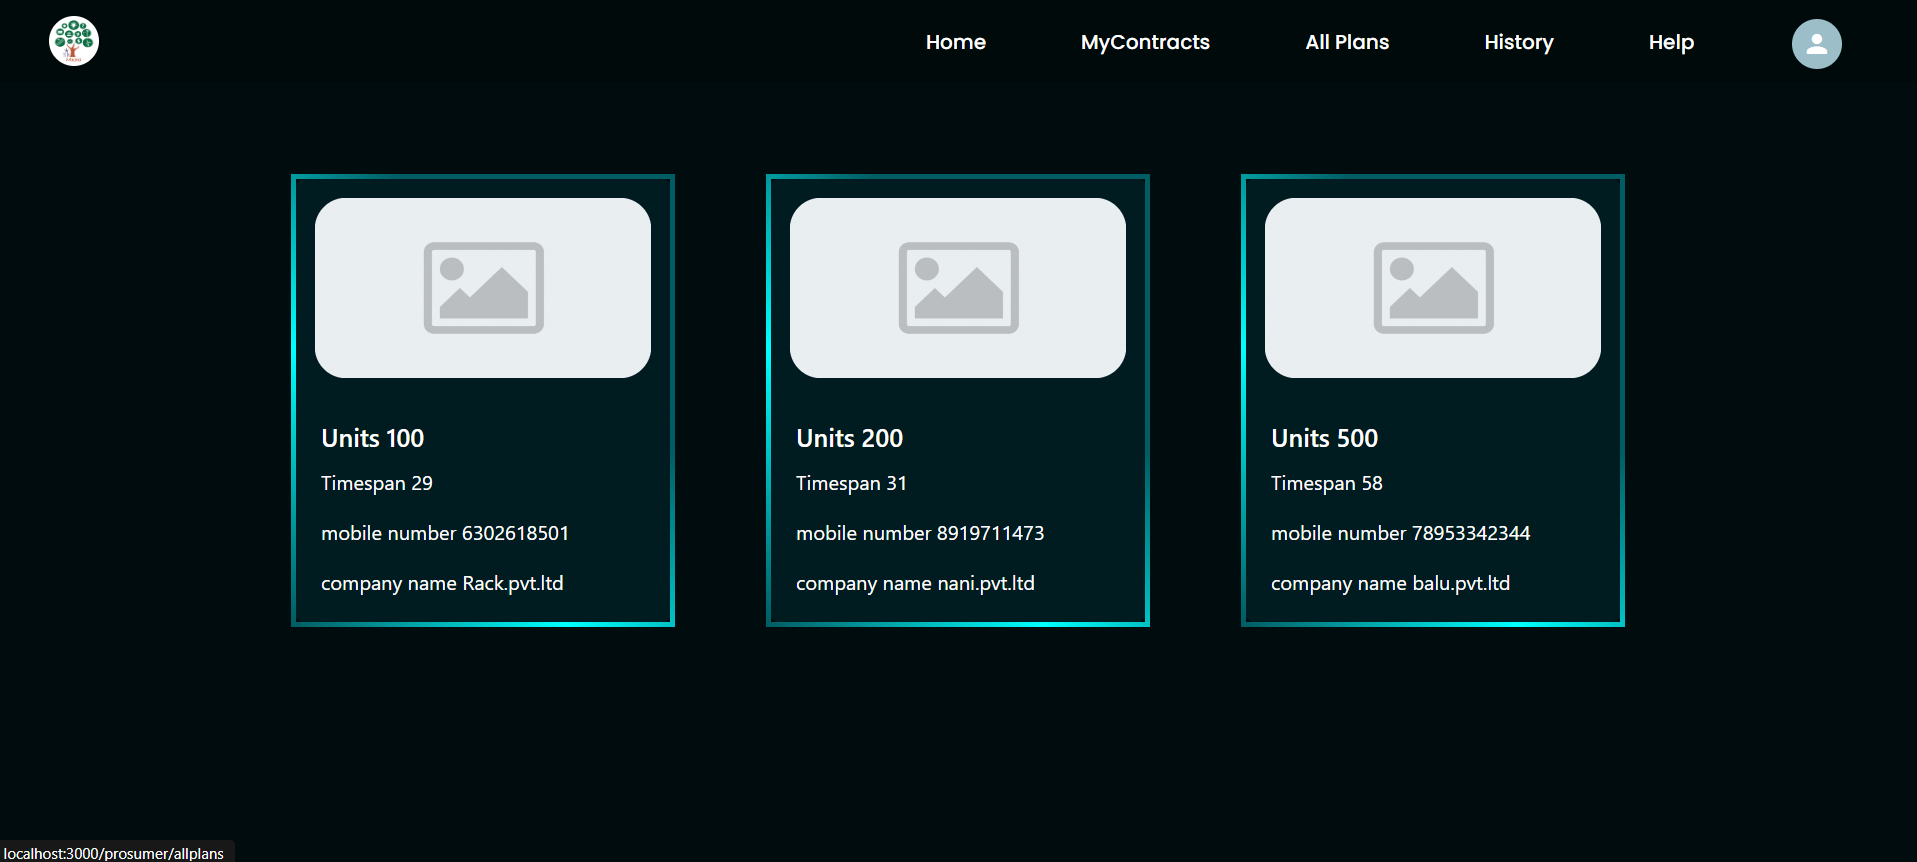 Home MyContracts All Plans History Help
Units 100
Timespan 29
mobile number 6302618501
company name Rack.pvt.ltd
Units 200
Timespan 31
mobile number 8919711473
company name nani.pvt.ltd
Units 500
Timespan 58
mobile number 78953342344
company name balu.pvt.ltd
localhost:3000/prosumer/allplans